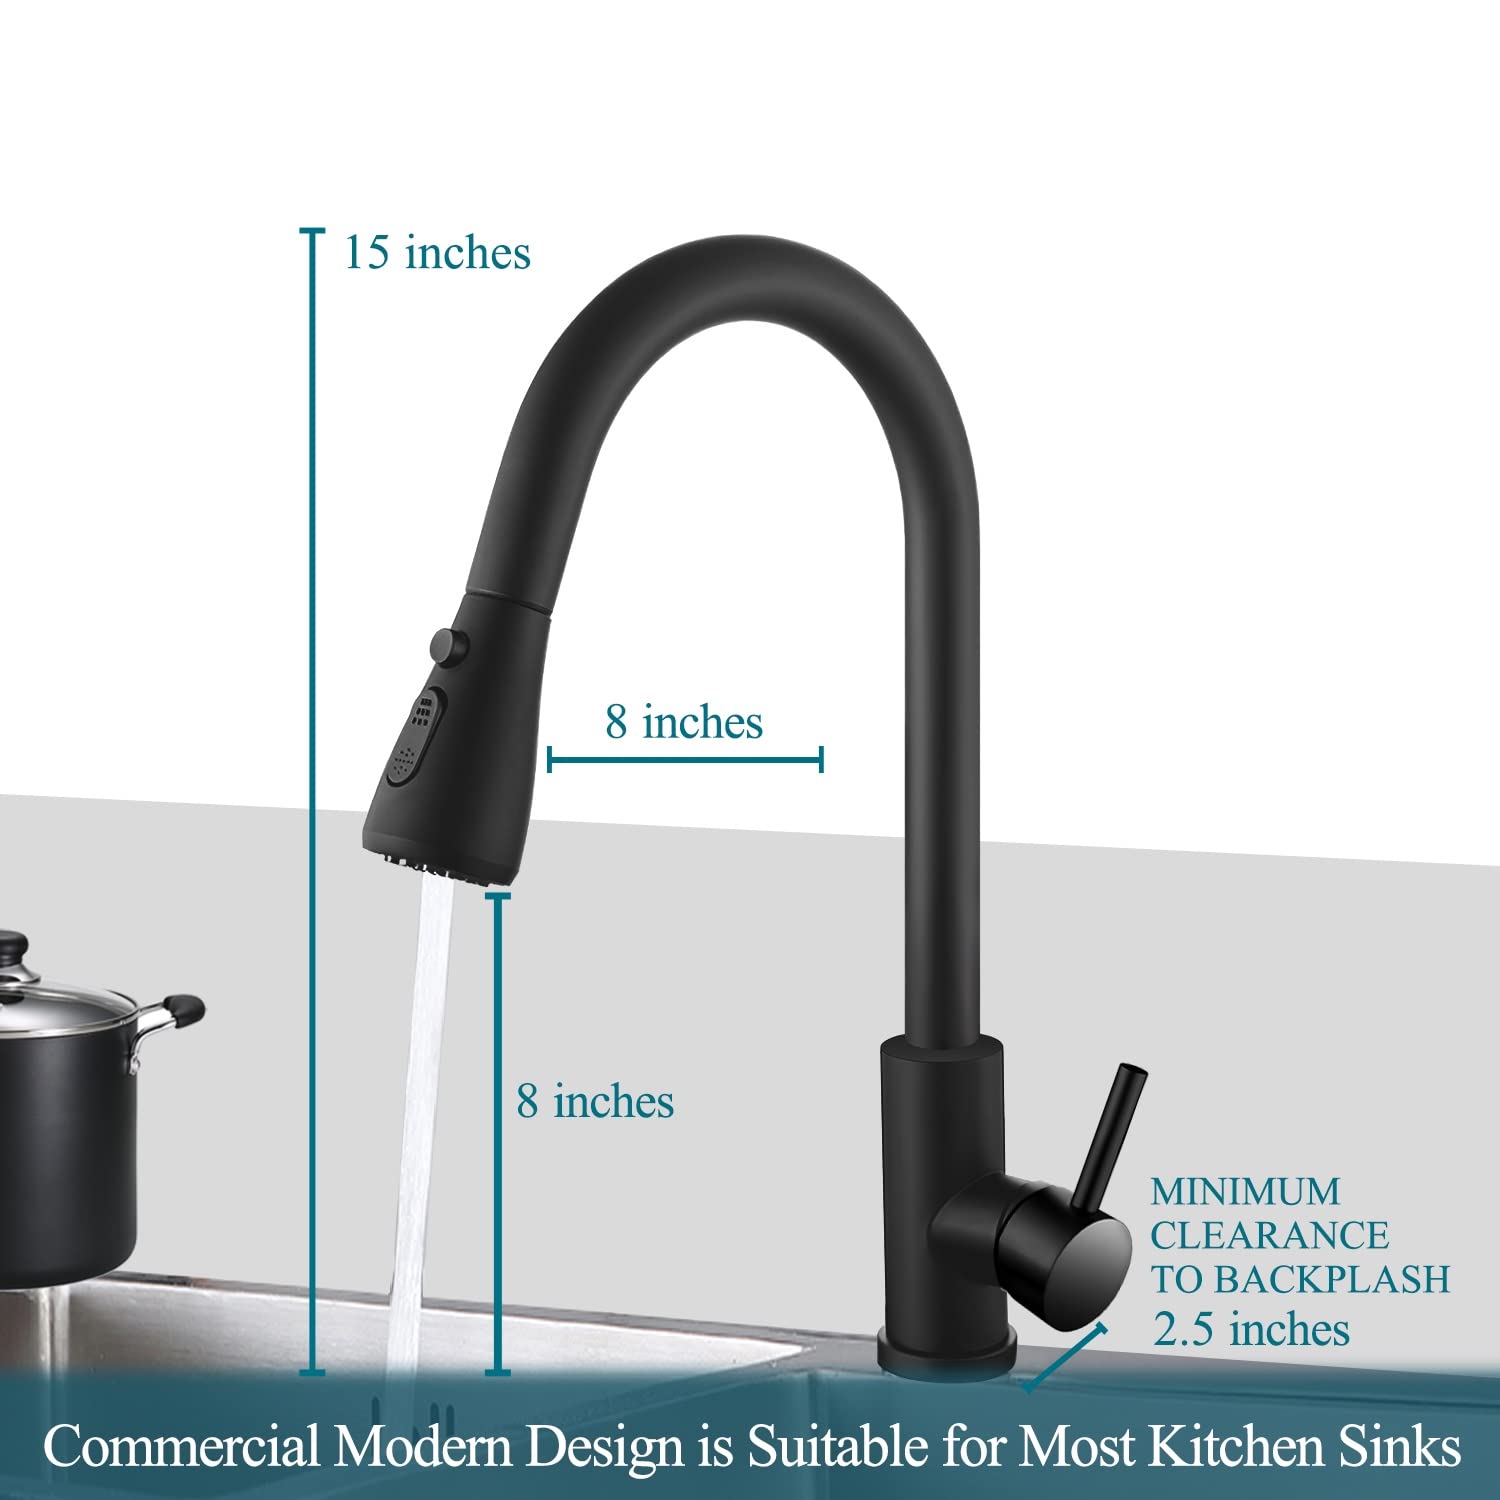 15 inches
8 inches
8 inches
MINIMUM
CLEARANCE
TO BACKPLASH
2.5 inches
Commercial Modern Design is Suitable for Most Kitchen Sinks